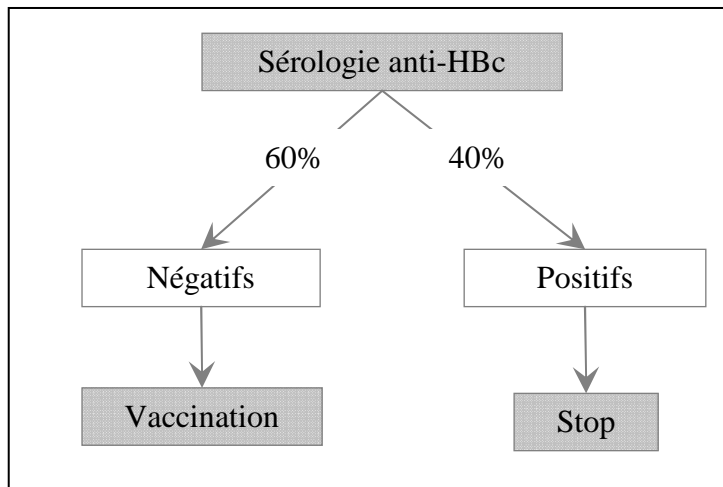 Sérologie anti-HBc
60% 40%
Négatifs Positifs
Vaccination Stop